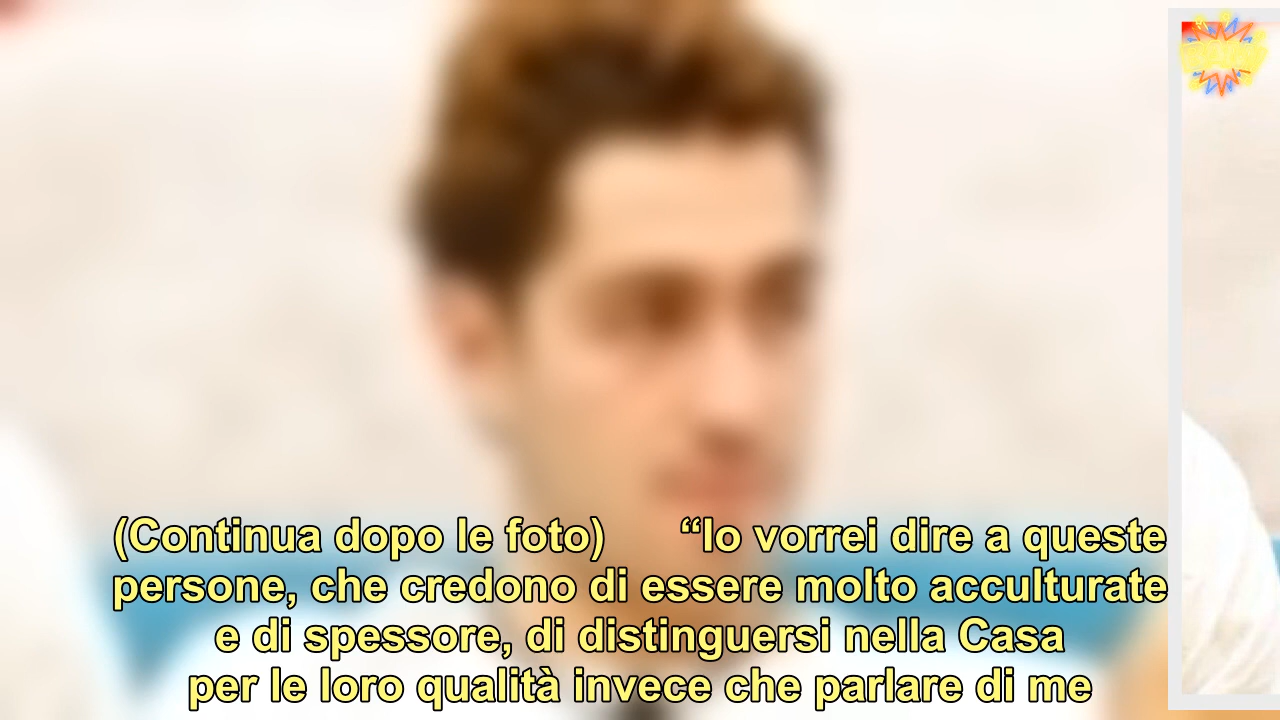 (Continua dopo le foto) “Io vorrei dire a queste
persone, che credono di essere molto acculturate
e di spessore, di distinguersi nella Casa
per le loro qualità invece che parlare di me